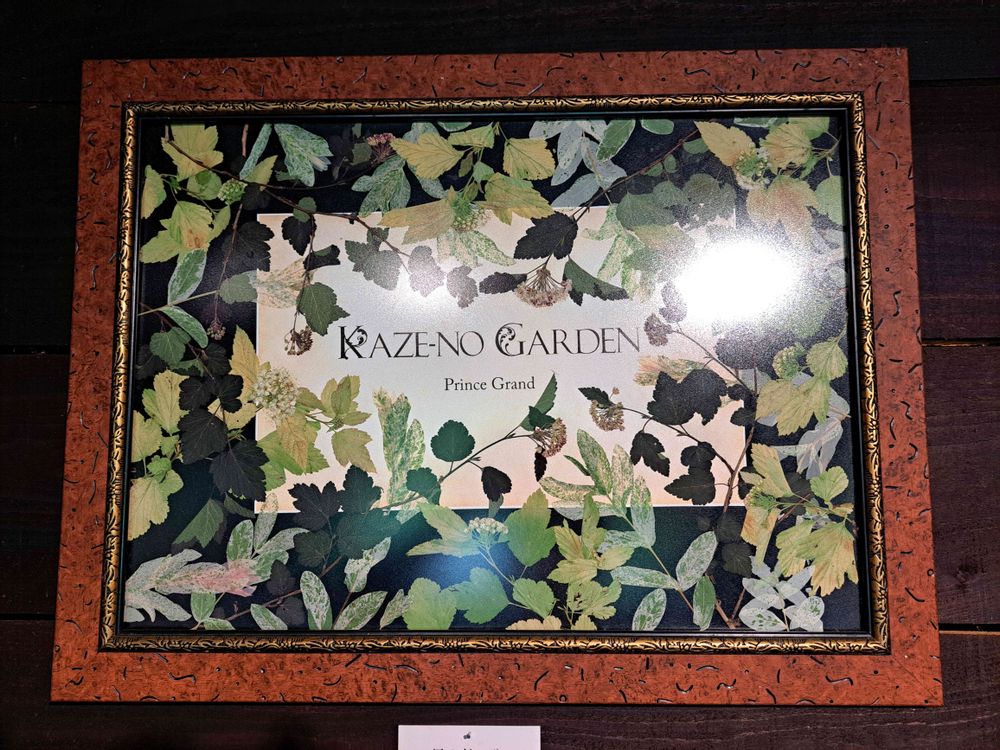 KAZE-NO GARDEN
Prince Grand